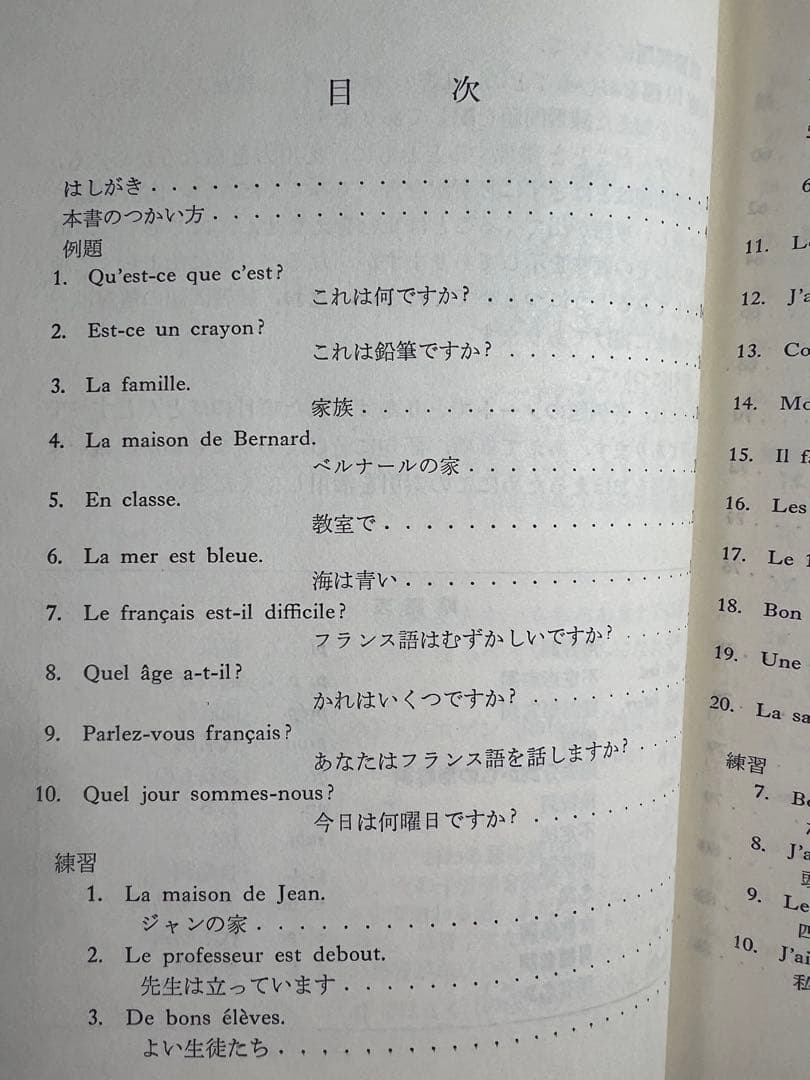 目 次
はしがき
本書のつかい方
例題
1. Qu'est-ce que c'est?
これは何ですか?
2. Est-ce un crayon?
これは鉛筆ですか?
3. La famille.
家族
4. La maison de Bernard.
ベルナールの家
5. En classe.
教室で
6. La mer est bleue.
海は青い
7. Le français est-il difficile?
フランス語はむずかしいですか?
8. Quel âge a-t-il?
かれはいくつですか?
9. Parlez-vous français?
あなたはフランス語を話しますか?
10. Quel jour sommes-nous?
今日は何曜日ですか?
練習
1. La maison de Jean.
ジャンの家
2. Le professeur est debout.
先生は立っています
3. De bons élèves.
よい生徒たち
11.
12.
13.
14.
15. Il
16. Les
17. Le
18. Bon
19. Une
20. La
練習
7.
8. J'a
9. Le
10. J'ai
私